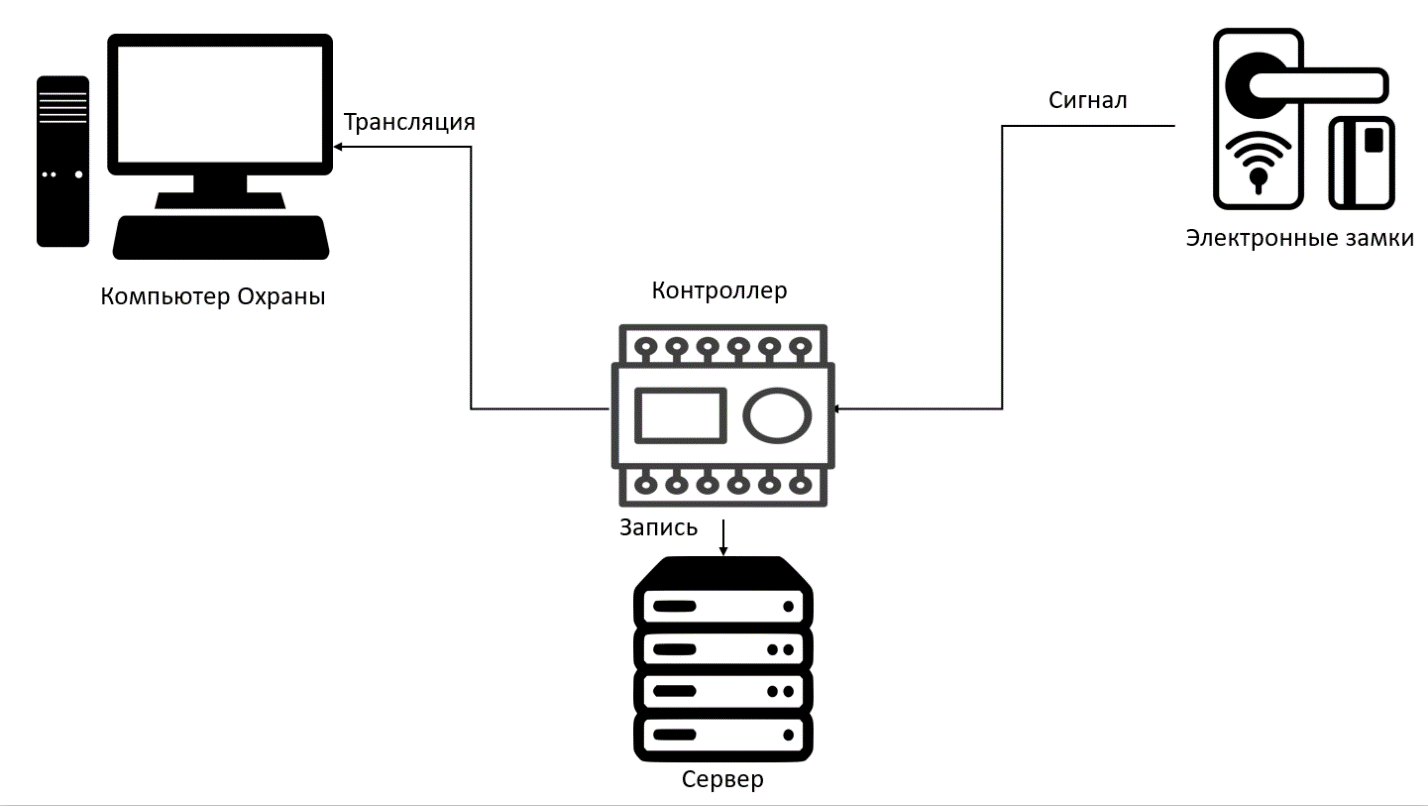 Трансляция
Сигнал
Электронные замки
Компьютер Охраны
Контроллер
Запись
Сервер